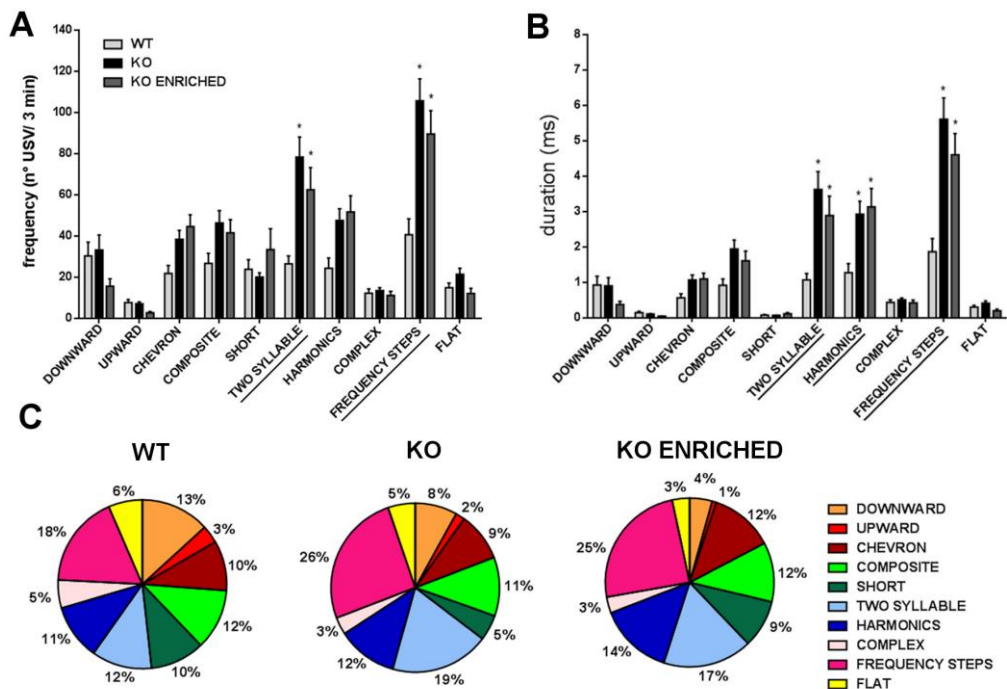 A
WT
KO
KO ENRICHED
frequency (n° USV/ 3 min)
140
120
100
80
60
40
20
0
* * * *
DOWNWARD
UPWARD
CHEVRON
COMPOSITE
SHORT
TWO SYLLABLE
HARMONICS
COMPLEX
FREQUENCY STEPS
FLAT
B
duration (ms)
8
7
6
5
4
3
2
1
0
* * * * * *
DOWNWARD
UPWARD
CHEVRON
COMPOSITE
SHORT
TWO SYLLABLE
HARMONICS
COMPLEX
FREQUENCY STEPS
FLAT
C
WT
6%
13%
3%
10%
12%
10%
12%
11%
5%
18%
KO
5%
8%
2%
9%
11%
5%
19%
12%
3%
26%
KO ENRICHED
3%
4%
1%
12%
12%
9%
17%
14%
3%
25%
DOWNWARD
UPWARD
CHEVRON
COMPOSITE
SHORT
TWO SYLLABLE
HARMONICS
COMPLEX
FREQUENCY STEPS
FLAT